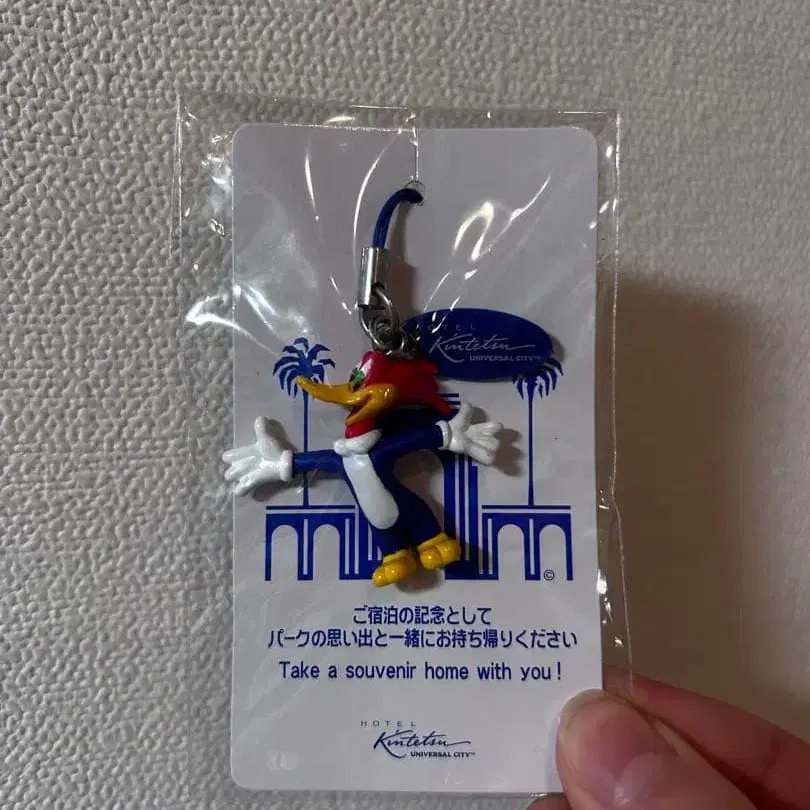 HOTEL
Kintetsu
UNIVERSAL CITY™
©
ご宿泊の記念として
パークの思い出と一緒にお持ち帰りください
Take a souvenir home with you!
HOTEL
Kintetsu
UNIVERSAL CITY™